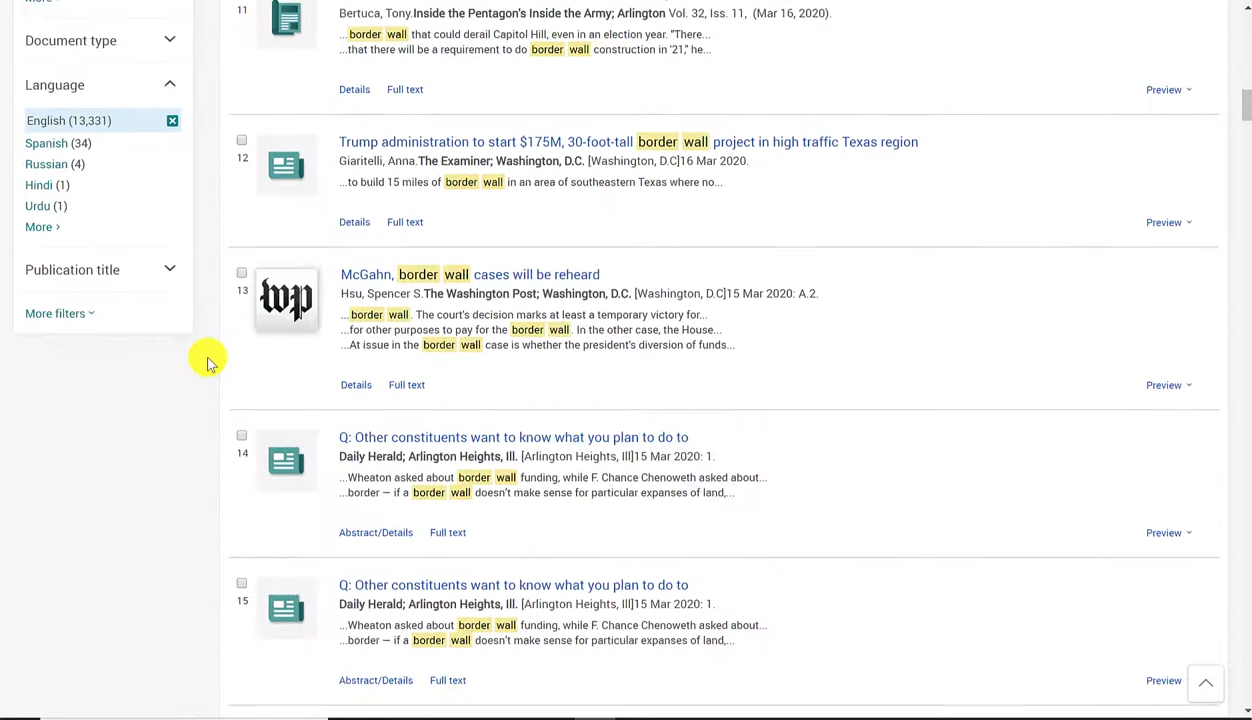 Document type
Language
English (13,331)
Spanish (34)
Russian (4)
Hindi (1)
Urdu (1)
More ›
Publication title
More filters
11
Bertuca, Tony.Inside the Pentagon's Inside the Army; Arlington Vol. 32, Iss. 11, (Mar 16, 2020).
...border wall that could derail Capitol Hill, even in an election year. "There...
...that there will be a requirement to do border wall construction in '21," he...
Details Full text Preview
12
Trump administration to start $175M, 30-foot-tall border wall project in high traffic Texas region
Giaritelli, Anna.The Examiner; Washington, D.C. [Washington, D.C]16 Mar 2020.
...to build 15 miles of border wall in an area of southeastern Texas where no...
Details Full text Preview
13
wp
McGahn, border wall cases will be reheard
Hsu, Spencer S.The Washington Post; Washington, D.C. [Washington, D.C]15 Mar 2020: A.2.
...border wall. The court's decision marks at least a temporary victory for...
...for other purposes to pay for the border wall. In the other case, the House...
...At issue in the border wall case is whether the president's diversion of funds...
Details Full text Preview
14
Q: Other constituents want to know what you plan to do to
Daily Herald; Arlington Heights, Ill. [Arlington Heights, Ill]15 Mar 2020: 1.
...Wheaton asked about border wall funding, while F. Chance Chenoweth asked about...
...border — if a border wall doesn't make sense for particular expanses of land,...
Abstract/Details Full text Preview
15
Q: Other constituents want to know what you plan to do to
Daily Herald; Arlington Heights, Ill. [Arlington Heights, Ill]15 Mar 2020: 1.
...Wheaton asked about border wall funding, while F. Chance Chenoweth asked about...
...border — if a border wall doesn't make sense for particular expanses of land,...
Abstract/Details Full text Preview